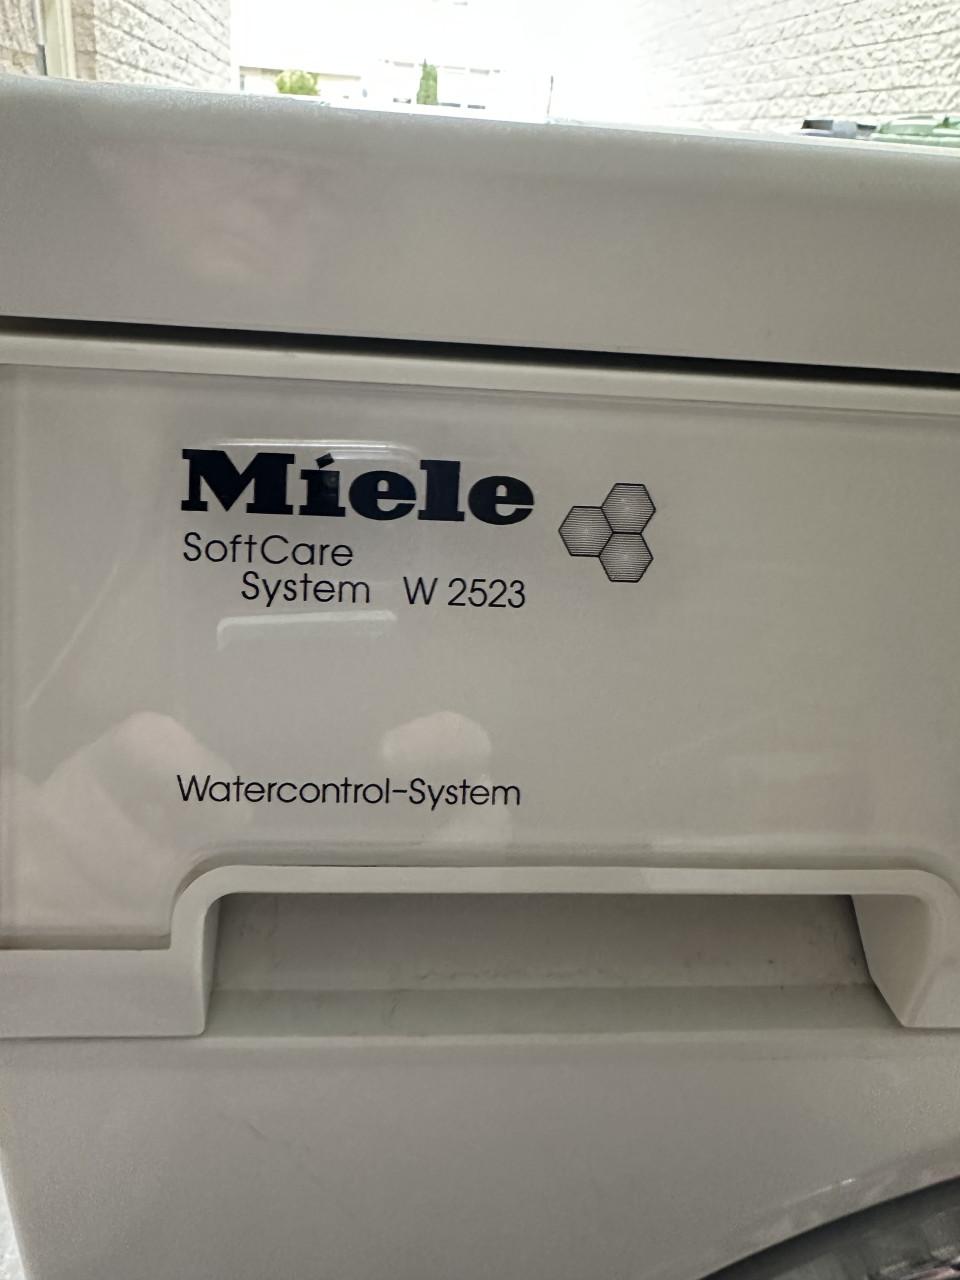 Miele
SoftCare
System W 2523
Watercontrol-System